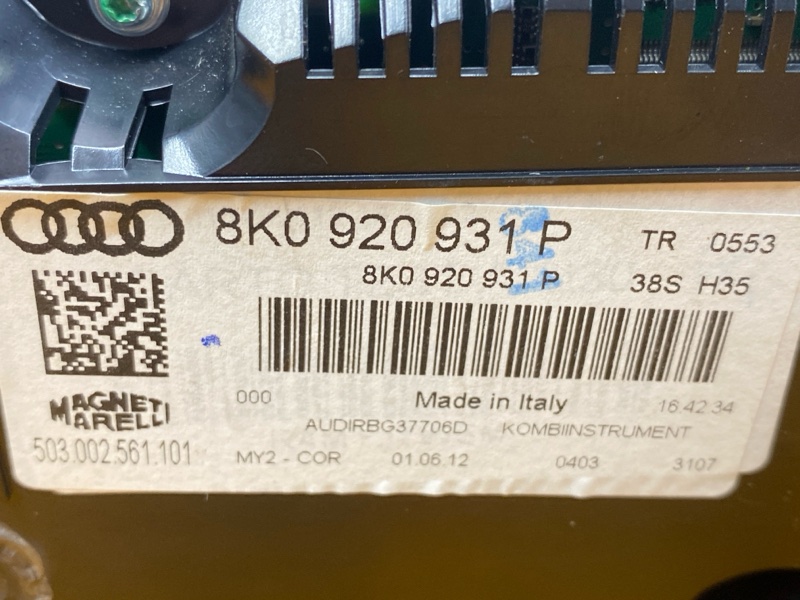 8K0 920 931 P TR 0553
8K0 920 931 P 38S H35
000 Made in Italy 16.42.34
MAGNETI
MARELLI
AUDIRBG37706D KOMBIINSTRUMENT
503.002.561.101
MY2 - COR 01.06.12 0403 3107